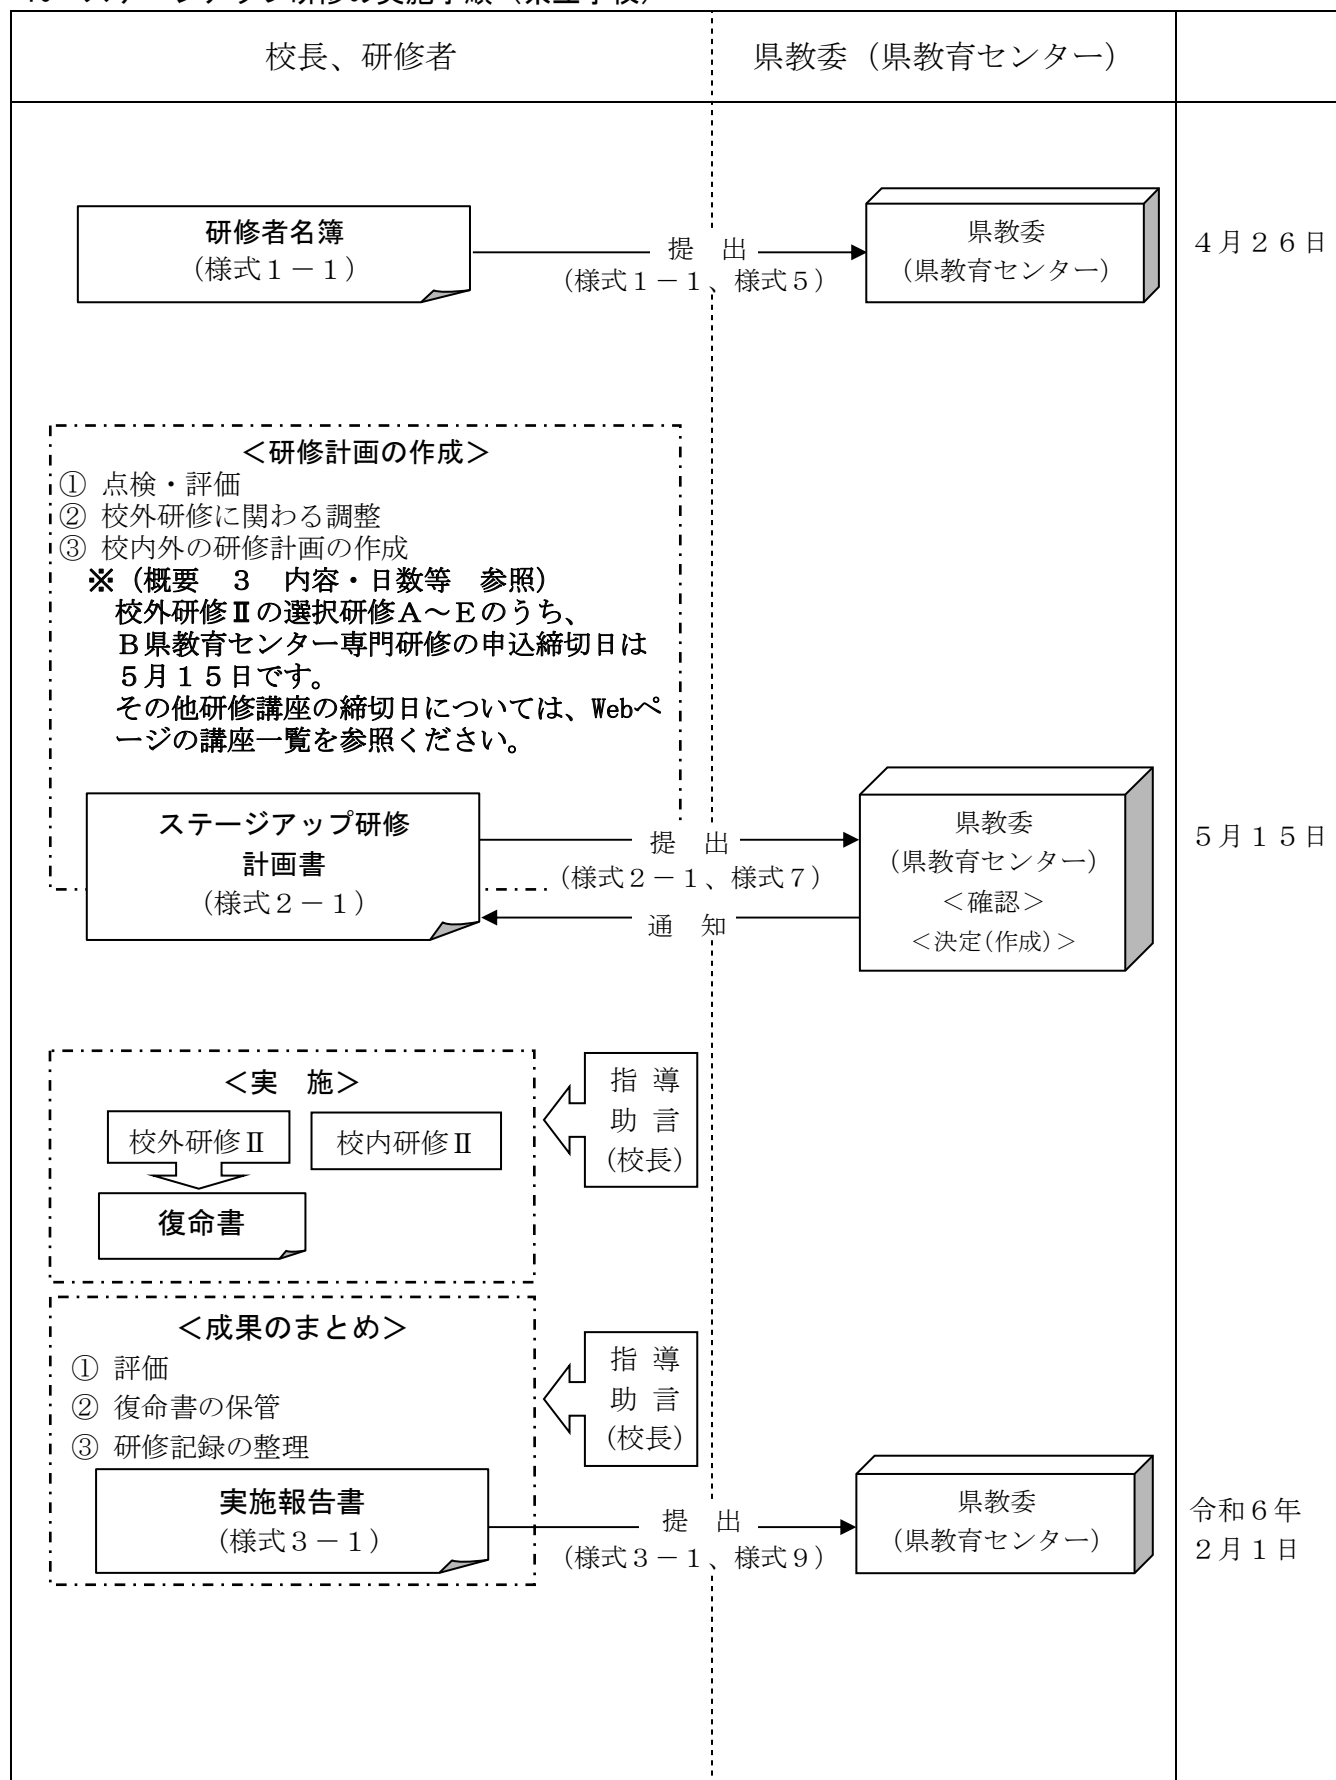 校長、研修者
県教委（県教育センター）
研修者名簿
（様式１－１）
提　出
（様式１－１、様式５）
県教委
（県教育センター）
４月２６日
＜研修計画の作成＞
① 点検・評価
② 校外研修に関わる調整
③ 校内外の研修計画の作成
※（概要　３　内容・日数等　参照）
校外研修Ⅱの選択研修Ａ～Ｅのうち、
Ｂ県教育センター専門研修の申込締切日は
５月１５日です。
その他研修講座の締切日については、Webペ
ージの講座一覧を参照ください。
ステージアップ研修
計画書
（様式２－１）
提　出
（様式２－１、様式７）
通　知
県教委
（県教育センター）
＜確認＞
＜決定(作成)＞
５月１５日
＜実　施＞
校外研修Ⅱ
校内研修Ⅱ
復命書
指 導
助 言
(校長)
＜成果のまとめ＞
① 評価
② 復命書の保管
③ 研修記録の整理
指 導
助 言
(校長)
実施報告書
（様式３－１）
提　出
（様式３－１、様式９）
県教委
（県教育センター）
令和６年
２月１日